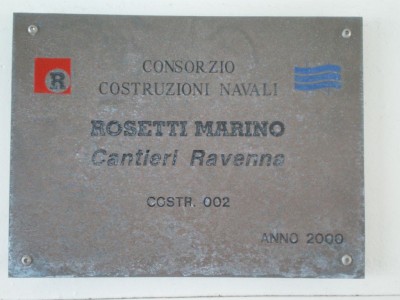 R
CONSORZIO
COSTRUZIONI NAVALI
ROSETTI MARINO
Cantieri Ravenna
COSTR. 002
ANNO 2000